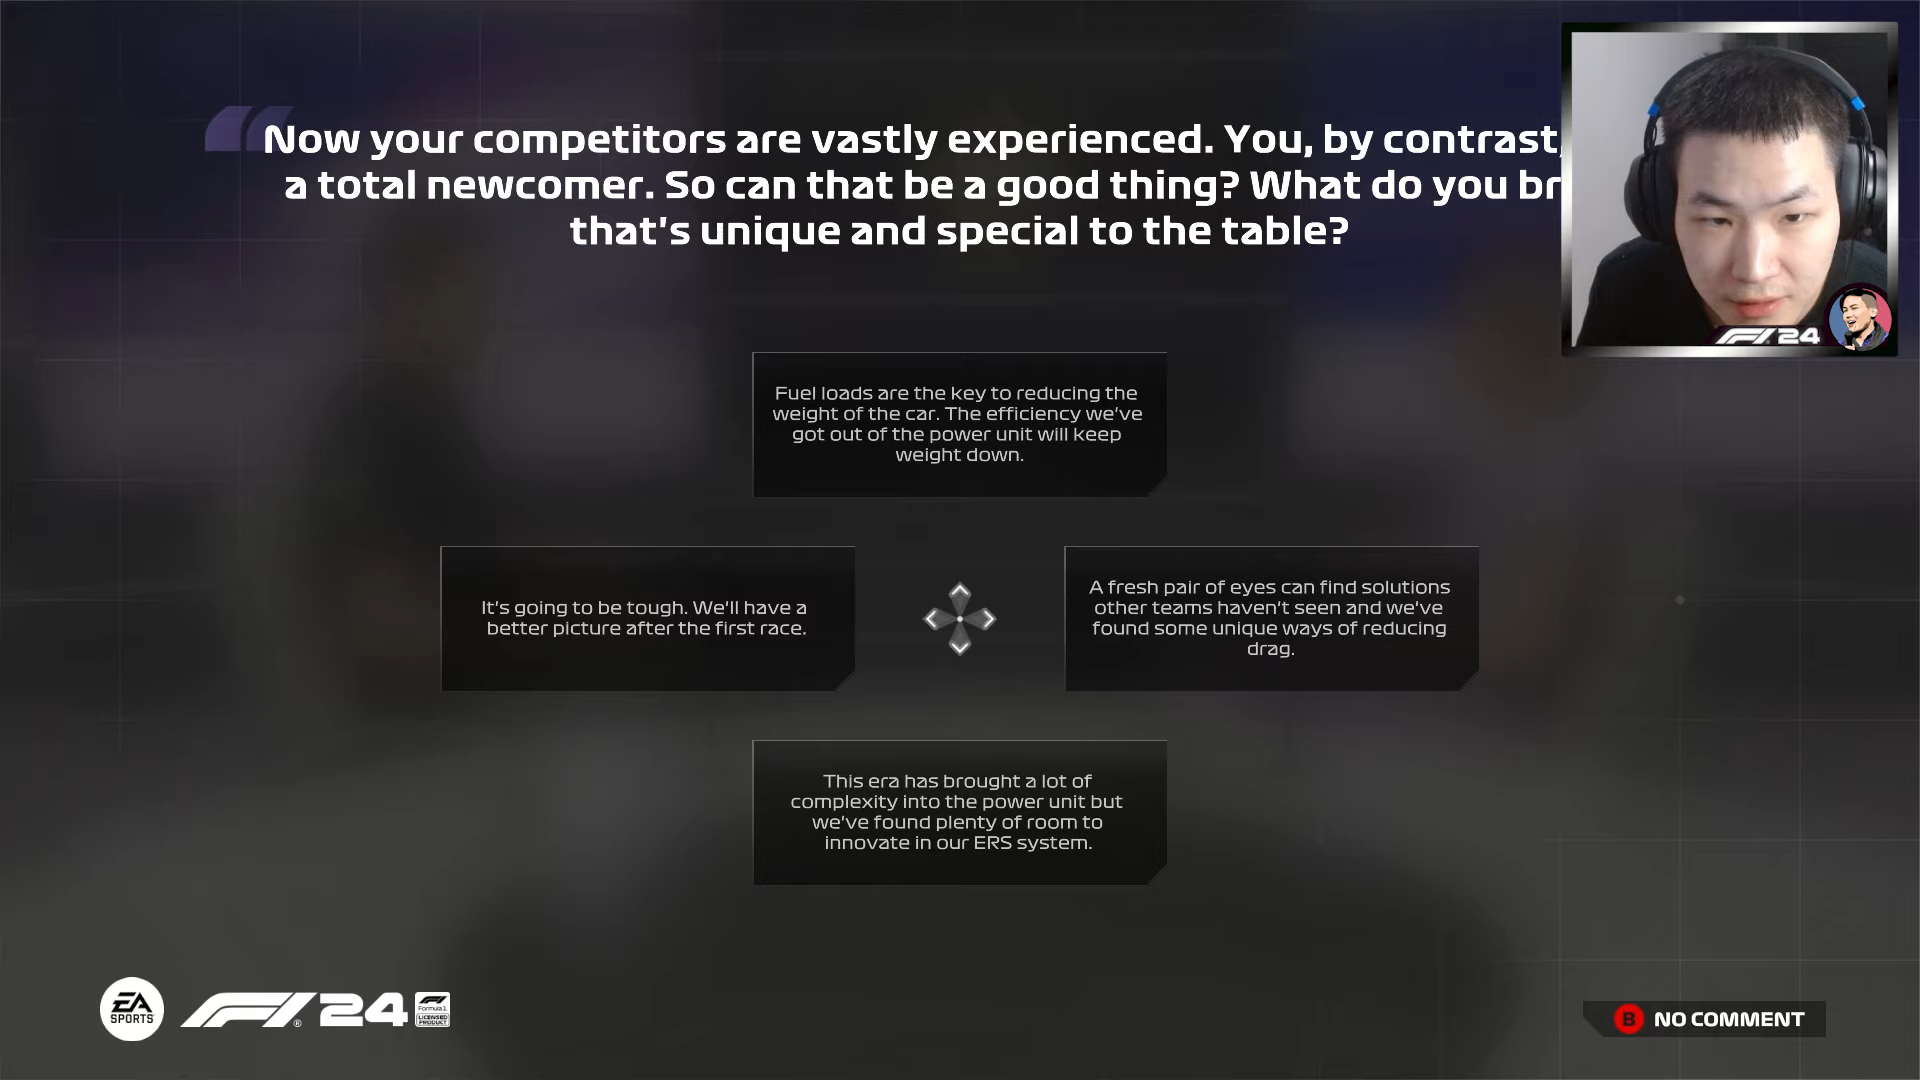 Now your competitors are vastly experienced. You, by contrast,
a total newcomer. So can that be a good thing? What do you br
that's unique and special to the table?
Fuel loads are the key to reducing the
weight of the car. The efficiency we've
got out of the power unit will keep
weight down.
It's going to be tough. We'll have a
better picture after the first race.
A fresh pair of eyes can find solutions
other teams haven't seen and we've
found some unique ways of reducing
drag.
This era has brought a lot of
complexity into the power unit but
we've found plenty of room to
innovate in our ERS system.
F1 24
EA
SPORTS
F1 24
F1
Formula 1
LICENSED
PRODUCT
B NO COMMENT